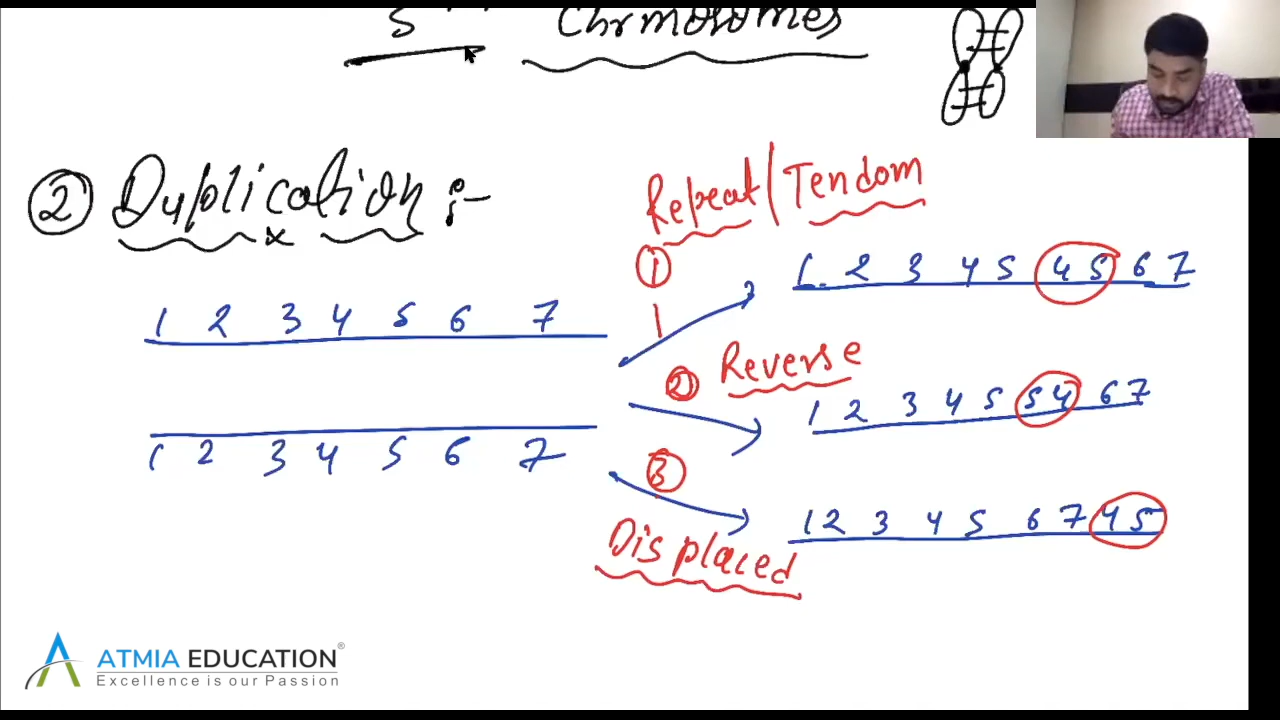 5
Chrmosomes
② Duplication :-
Repeat/Tendom
①
1 2 3 4 5 4 5 6 7
1 2 3 4 5 6 7
② Reverse
1 2 3 4 5 5 4 6 7
1 2 3 4 5 6 7
③
1 2 3 4 5 6 7 4 5
Displaced
ATMIA EDUCATION®
Excellence is our Passion